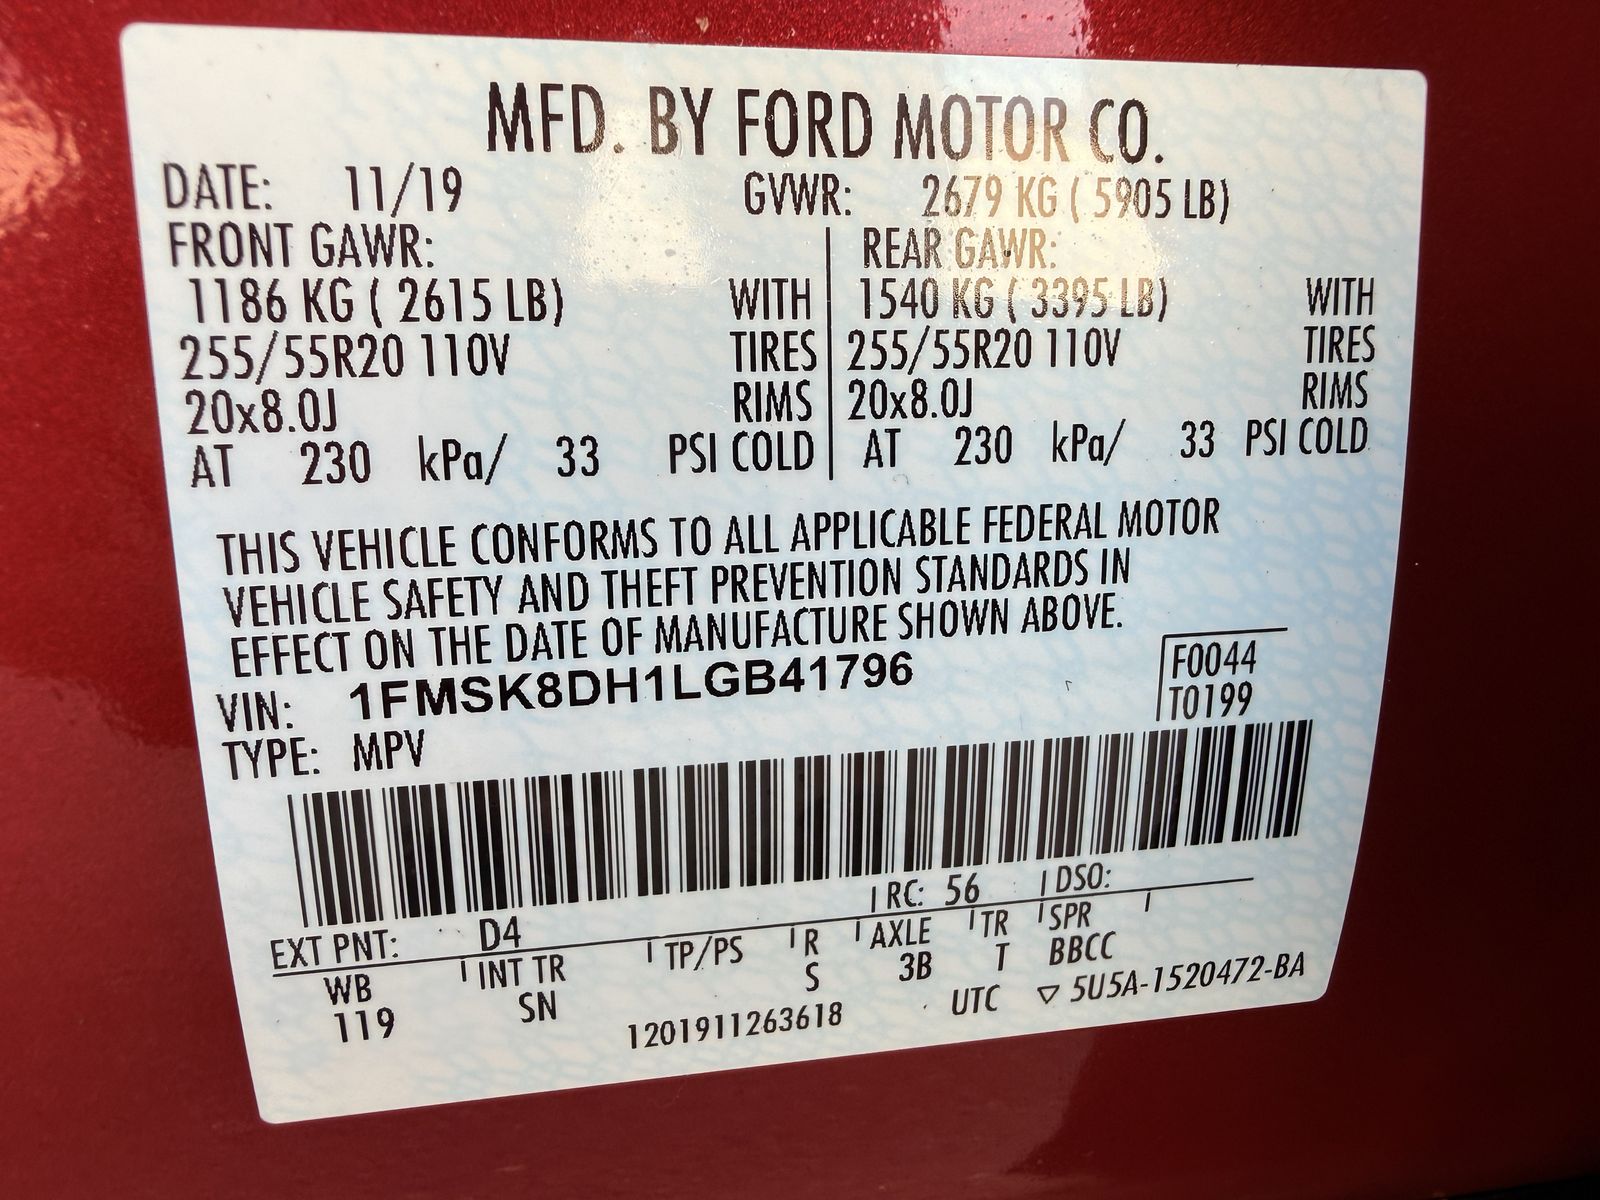 MFD. BY FORD MOTOR CO.
DATE: 11/19 GVWR: 2679 KG ( 5905 LB)
FRONT GAWR: REAR GAWR:
1186 KG ( 2615 LB) WITH 1540 KG ( 3395 LB) WITH
255/55R20 110V TIRES 255/55R20 110V TIRES
20x8.0J RIMS 20x8.0J RIMS
AT 230 kPa/ 33 PSI COLD AT 230 kPa/ 33 PSI COLD
THIS VEHICLE CONFORMS TO ALL APPLICABLE FEDERAL MOTOR
VEHICLE SAFETY AND THEFT PREVENTION STANDARDS IN
EFFECT ON THE DATE OF MANUFACTURE SHOWN ABOVE.
VIN: 1FMSK8DH1LGB41796 F0044
TYPE: MPV T0199
EXT PNT: D4 RC: 56 DSO:
WB INT TR TP/PS R AXLE TR SPR
119 SN S 3B T BBCC
1201911263618 UTC ▽ 5U5A-1520472-BA